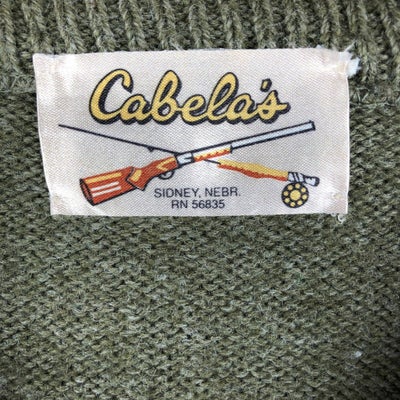 Cabela's
SIDNEY, NEBR.
RN 56835